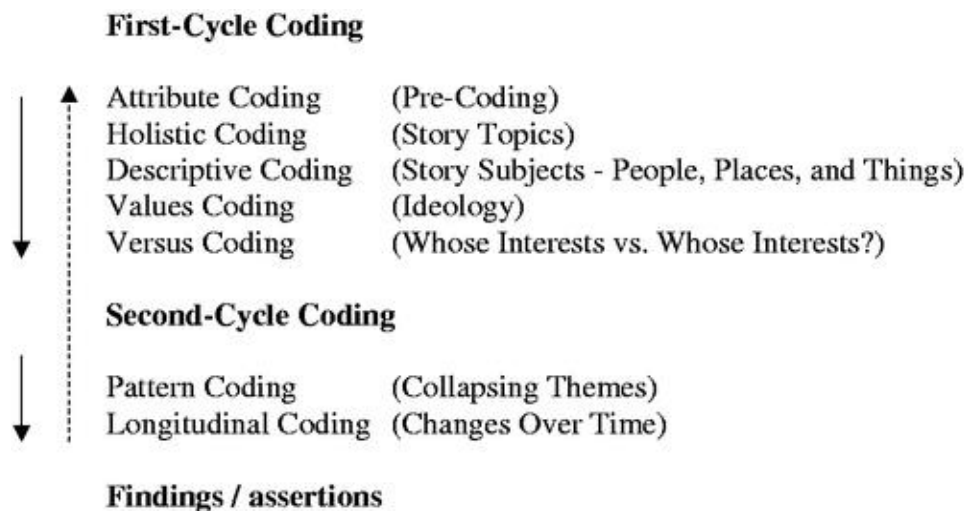 First-Cycle Coding
Attribute Coding (Pre-Coding)
Holistic Coding (Story Topics)
Descriptive Coding (Story Subjects - People, Places, and Things)
Values Coding (Ideology)
Versus Coding (Whose Interests vs. Whose Interests?)
Second-Cycle Coding
Pattern Coding (Collapsing Themes)
Longitudinal Coding (Changes Over Time)
Findings / assertions